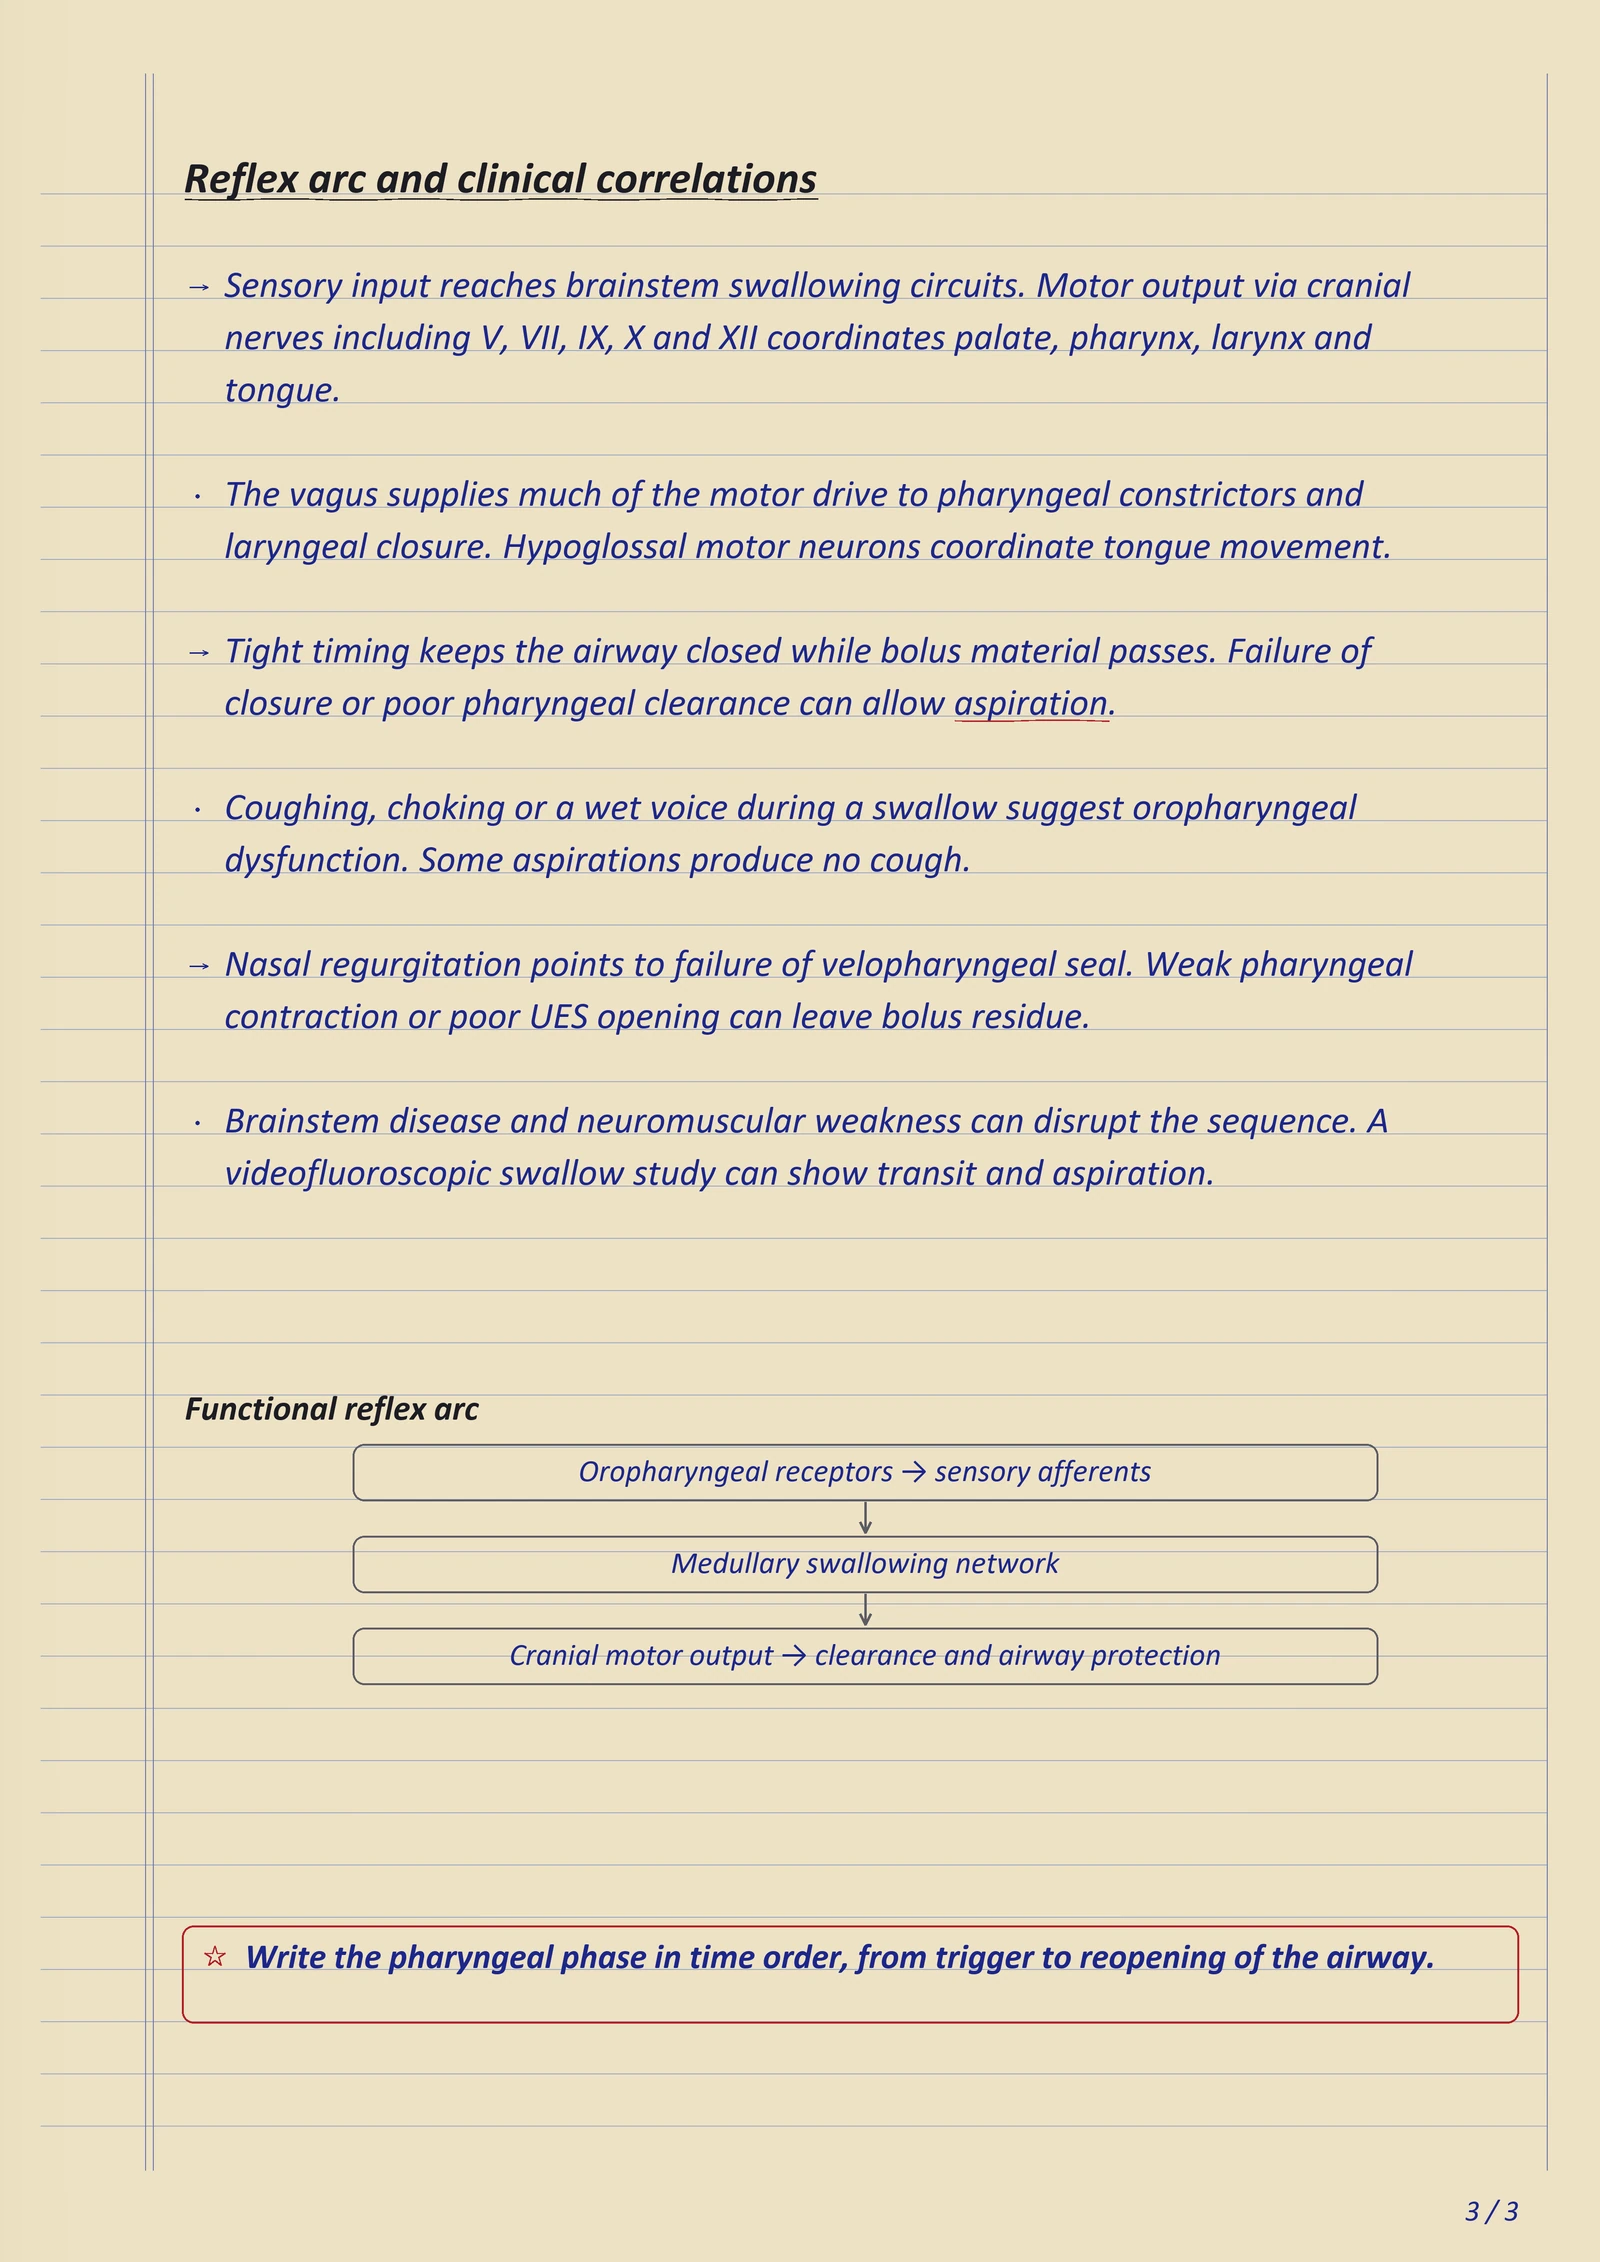 Reflex arc and clinical correlations
→ Sensory input reaches brainstem swallowing circuits. Motor output via cranial
nerves including V, VII, IX, X and XII coordinates palate, pharynx, larynx and
tongue.
· The vagus supplies much of the motor drive to pharyngeal constrictors and
laryngeal closure. Hypoglossal motor neurons coordinate tongue movement.
→ Tight timing keeps the airway closed while bolus material passes. Failure of
closure or poor pharyngeal clearance can allow aspiration.
· Coughing, choking or a wet voice during a swallow suggest oropharyngeal
dysfunction. Some aspirations produce no cough.
→ Nasal regurgitation points to failure of velopharyngeal seal. Weak pharyngeal
contraction or poor UES opening can leave bolus residue.
· Brainstem disease and neuromuscular weakness can disrupt the sequence. A
videofluoroscopic swallow study can show transit and aspiration.
Functional reflex arc
Oropharyngeal receptors → sensory afferents
Medullary swallowing network
Cranial motor output → clearance and airway protection
☆ Write the pharyngeal phase in time order, from trigger to reopening of the airway.
3 / 3